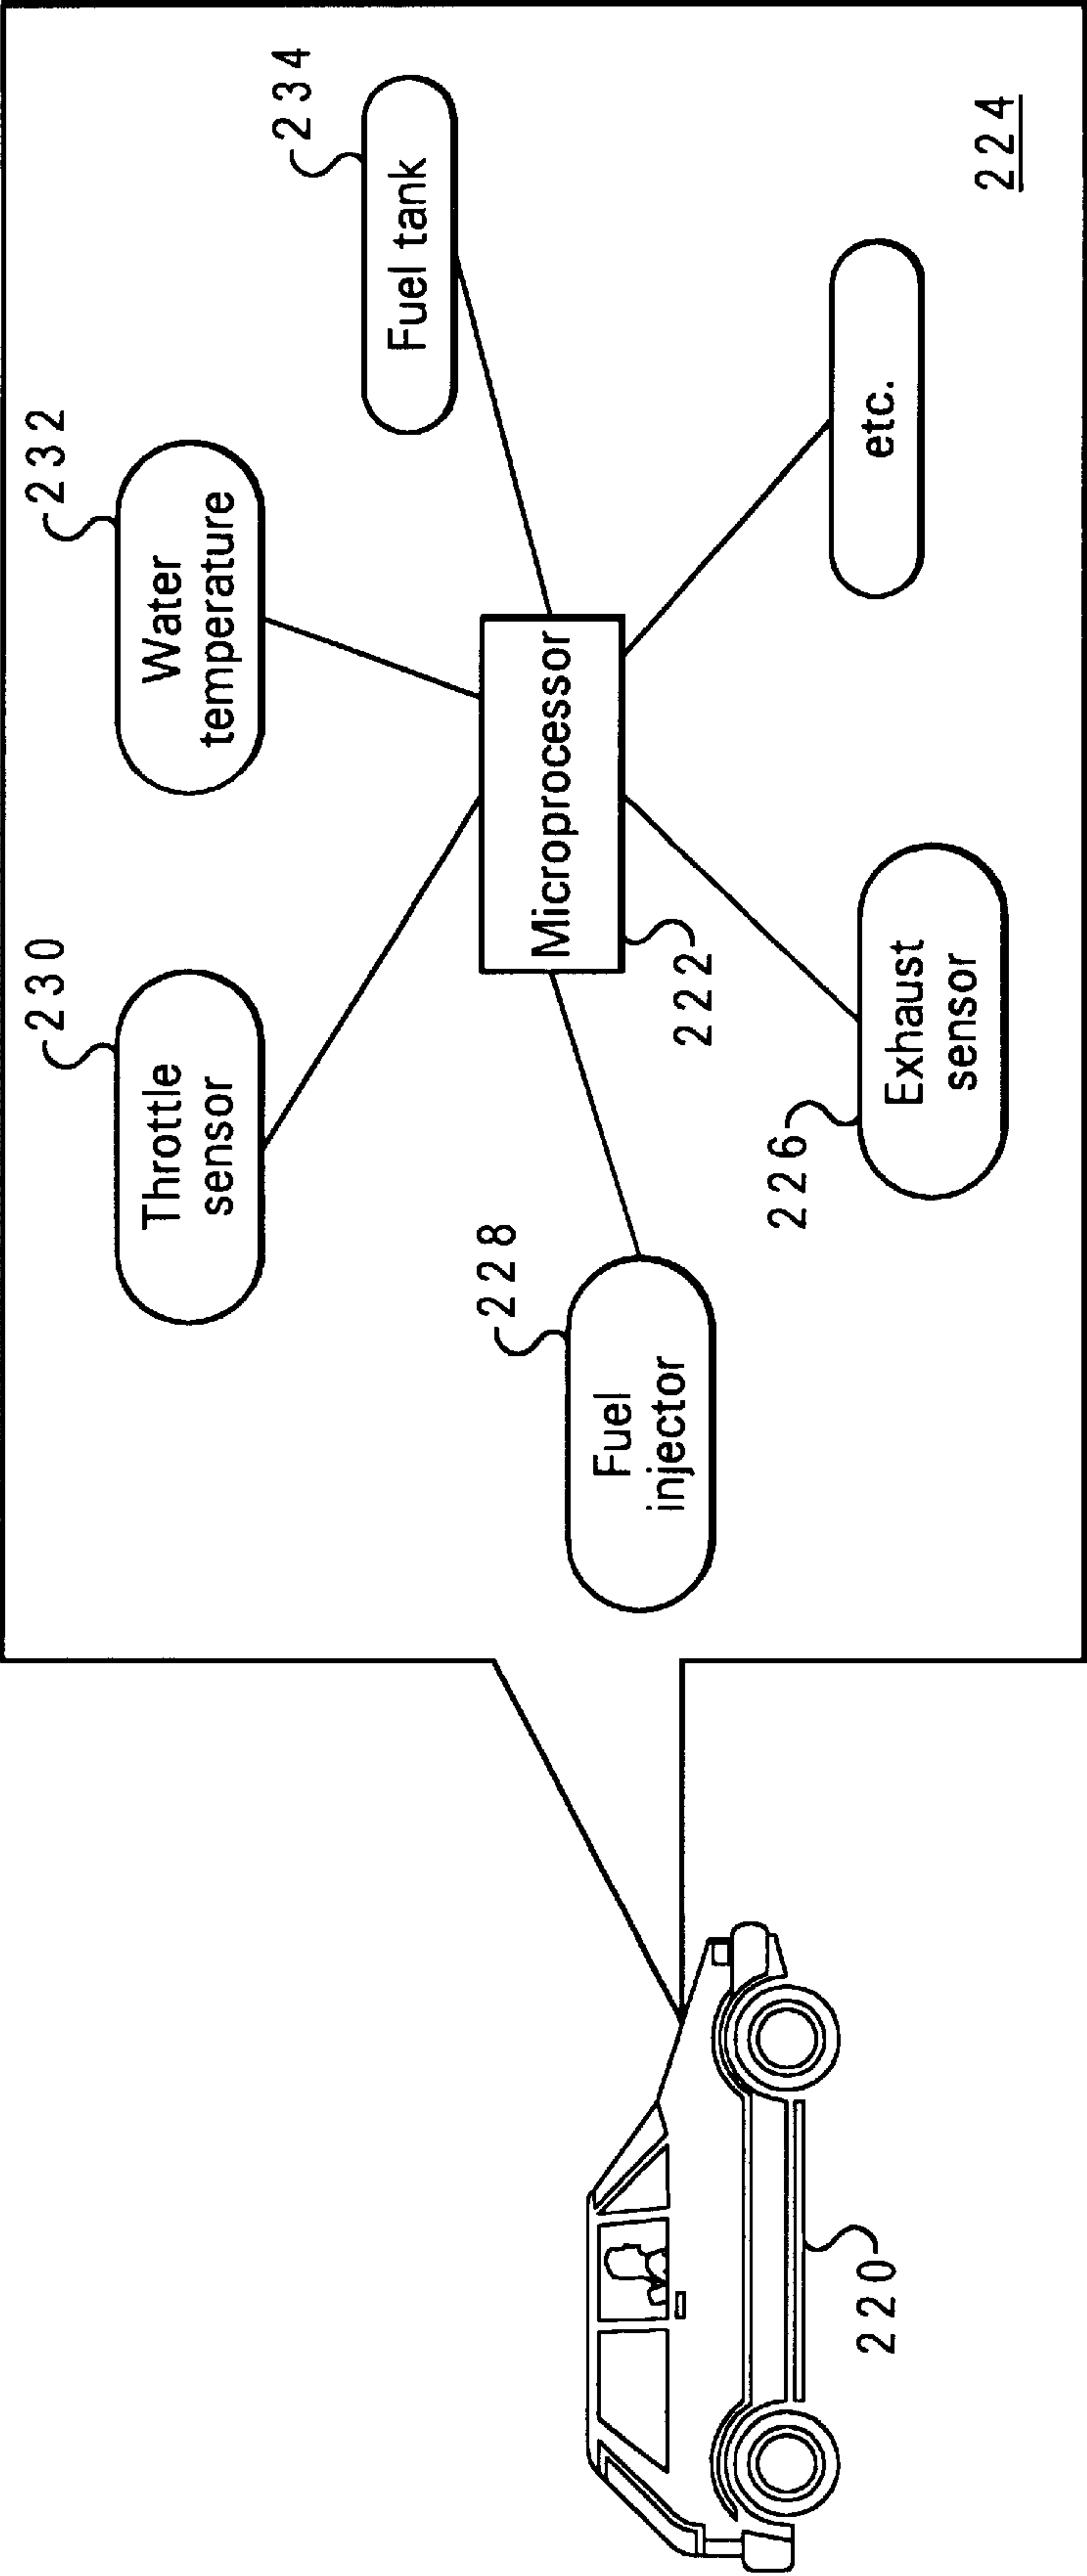 230
Throttle
sensor
232
Water
temperature
234
Fuel tank
228
Fuel
injector
Microprocessor
222
226
Exhaust
sensor
etc.
220
224